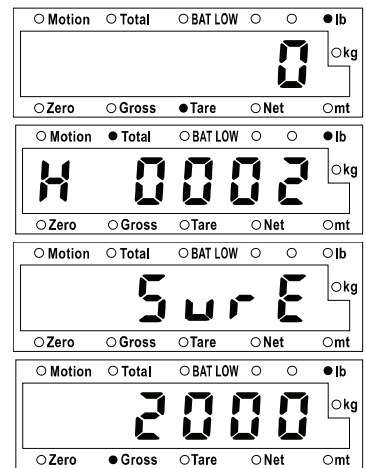 Motion Total BAT LOW lb
0 kg
Zero Gross Tare Net mt
Motion Total BAT LOW lb
H 0002 kg
Zero Gross Tare Net mt
Motion Total BAT LOW lb
SurE kg
Zero Gross Tare Net mt
Motion Total BAT LOW lb
2000 kg
Zero Gross Tare Net mt